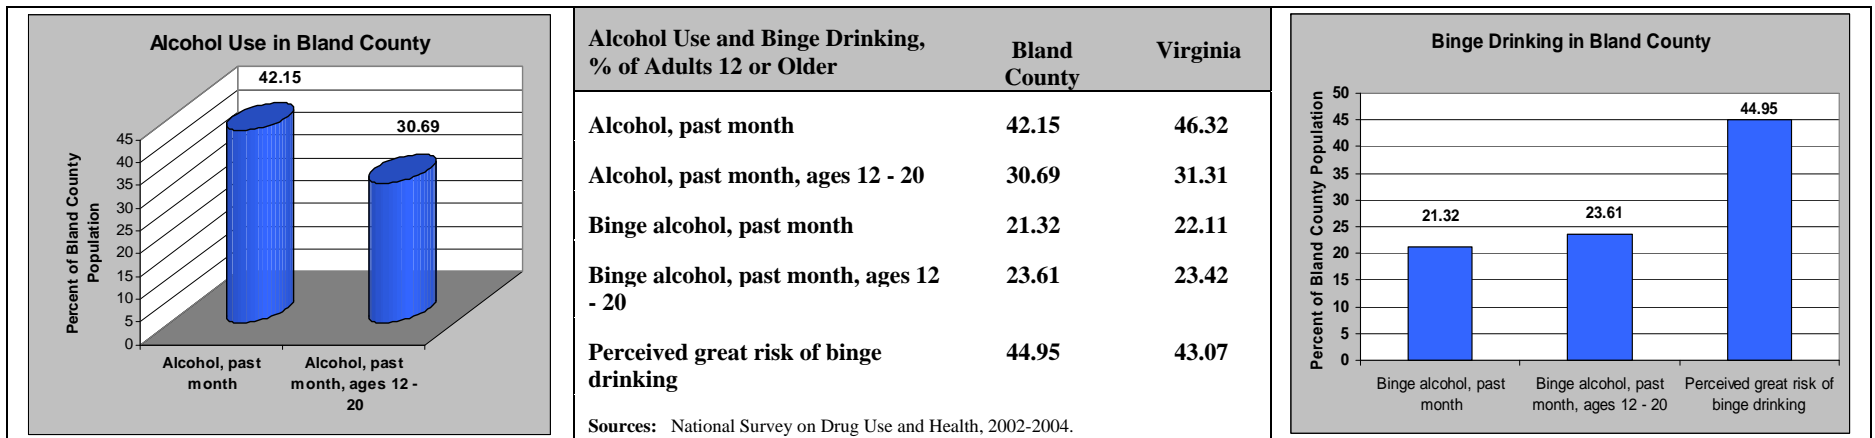 Alcohol Use in Bland County
42.15
30.69
45
40
35
30
25
20
15
10
5
0
Percent of Bland County
Population
Alcohol, past
month
Alcohol, past
month, ages 12 -
20
Alcohol Use and Binge Drinking,
% of Adults 12 or Older
Bland
County
Virginia
Alcohol, past month 42.15 46.32
Alcohol, past month, ages 12 - 20 30.69 31.31
Binge alcohol, past month 21.32 22.11
Binge alcohol, past month, ages 12
- 20
23.61 23.42
Perceived great risk of binge
drinking
44.95 43.07
Sources: National Survey on Drug Use and Health, 2002-2004.
Binge Drinking in Bland County
Percent of Bland County Population
50
45
40
35
30
25
20
15
10
5
0
21.32
23.61
44.95
Binge alcohol, past
month
Binge alcohol, past
month, ages 12 - 20
Perceived great risk of
binge drinking